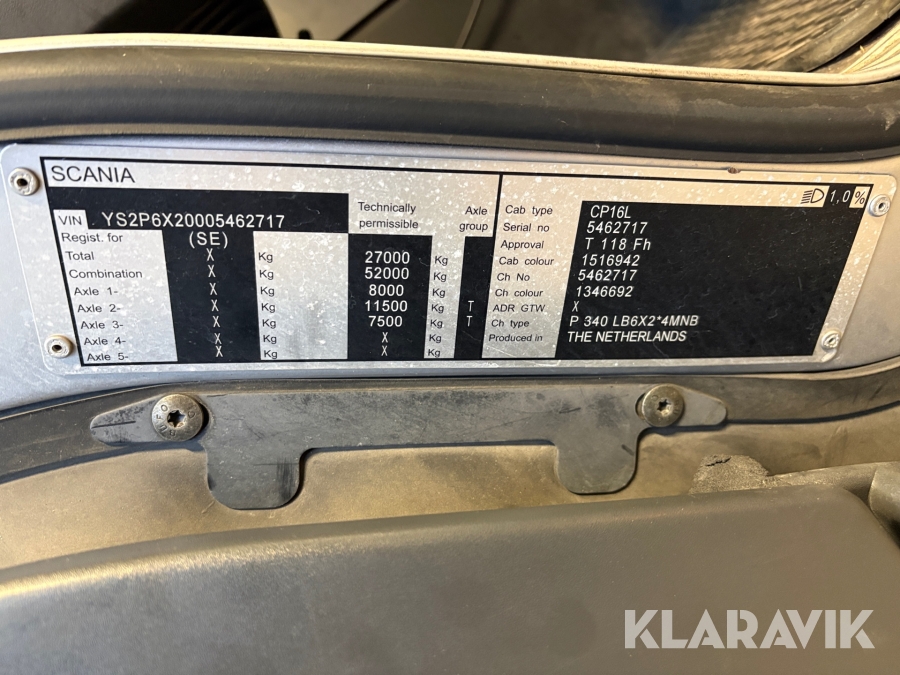 SCANIA
VIN YS2P6X20005462717
Regist. for (SE)
Technically permissible
Axle group
Total X Kg 27000 Kg
Combination X Kg 52000 Kg
Axle 1- X Kg 8000 Kg
Axle 2- X Kg 11500 Kg T
Axle 3- X Kg 7500 Kg T
Axle 4- X Kg X Kg
Axle 5- X Kg X Kg
1,0%
Cab type CP16L
Serial no 5462717
Approval T 118 Fh
Cab colour 1516942
Ch No 5462717
Ch colour 1346692
ADR GTW X
Ch type P 340 LB6X2*4MNB
Produced in THE NETHERLANDS
KLARAVIK